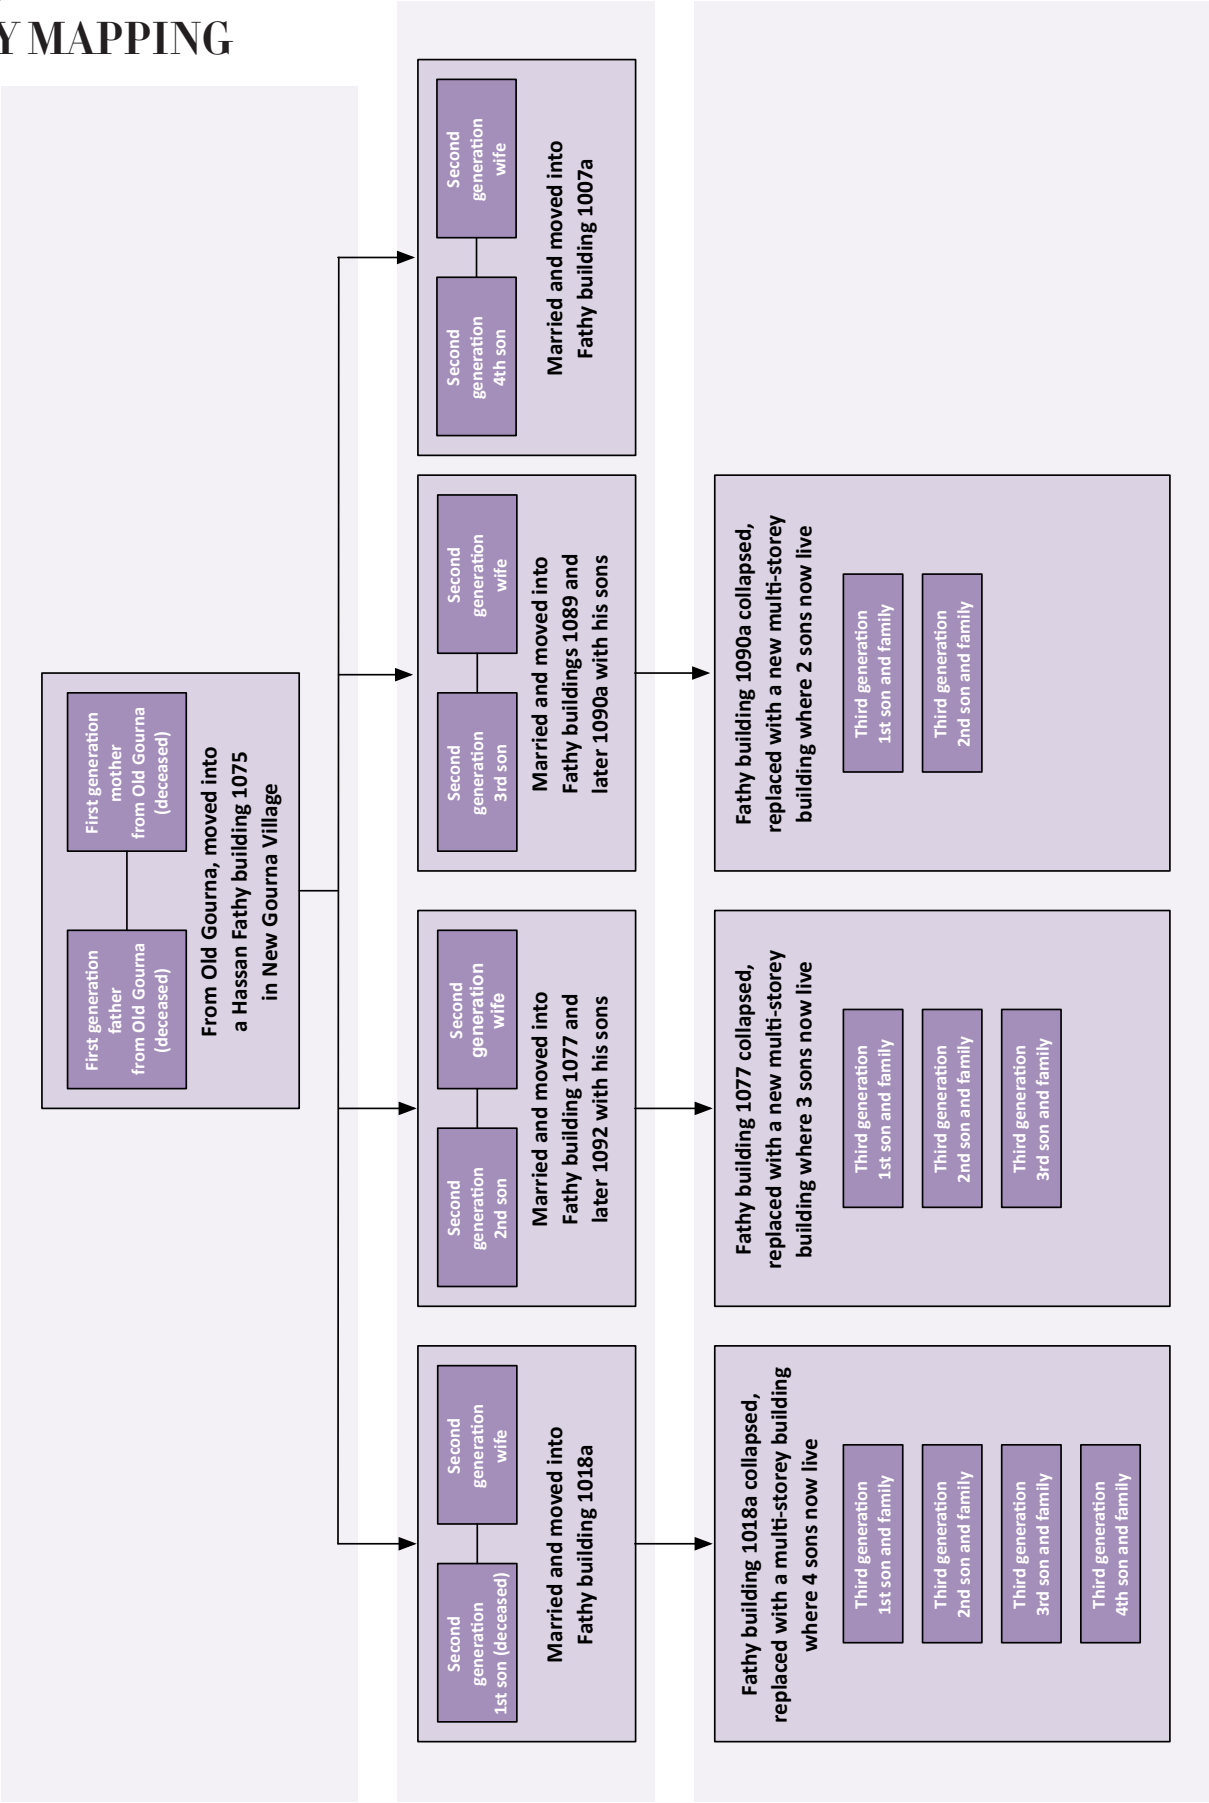 Y MAPPING
First generation
father
from Old Gourna
(deceased)
First generation
mother
from Old Gourna
(deceased)
From Old Gourna, moved into
a Hassan Fathy building 1075
in New Gourna Village
Second
generation
1st son (deceased)
Second
generation
wife
Married and moved into
Fathy building 1018a
Second
generation
2nd son
Second
generation
wife
Married and moved into
Fathy building 1077 and
later 1092 with his sons
Second
generation
3rd son
Second
generation
wife
Married and moved into
Fathy buildings 1089 and
later 1090a with his sons
Second
generation
4th son
Second
generation
wife
Married and moved into
Fathy building 1007a
Fathy building 1018a collapsed,
replaced with a multi-storey building
where 4 sons now live
Third generation
1st son and family
Third generation
2nd son and family
Third generation
3rd son and family
Third generation
4th son and family
Fathy building 1077 collapsed,
replaced with a new multi-storey
building where 3 sons now live
Third generation
1st son and family
Third generation
2nd son and family
Third generation
3rd son and family
Fathy building 1090a collapsed,
replaced with a new multi-storey
building where 2 sons now live
Third generation
1st son and family
Third generation
2nd son and family